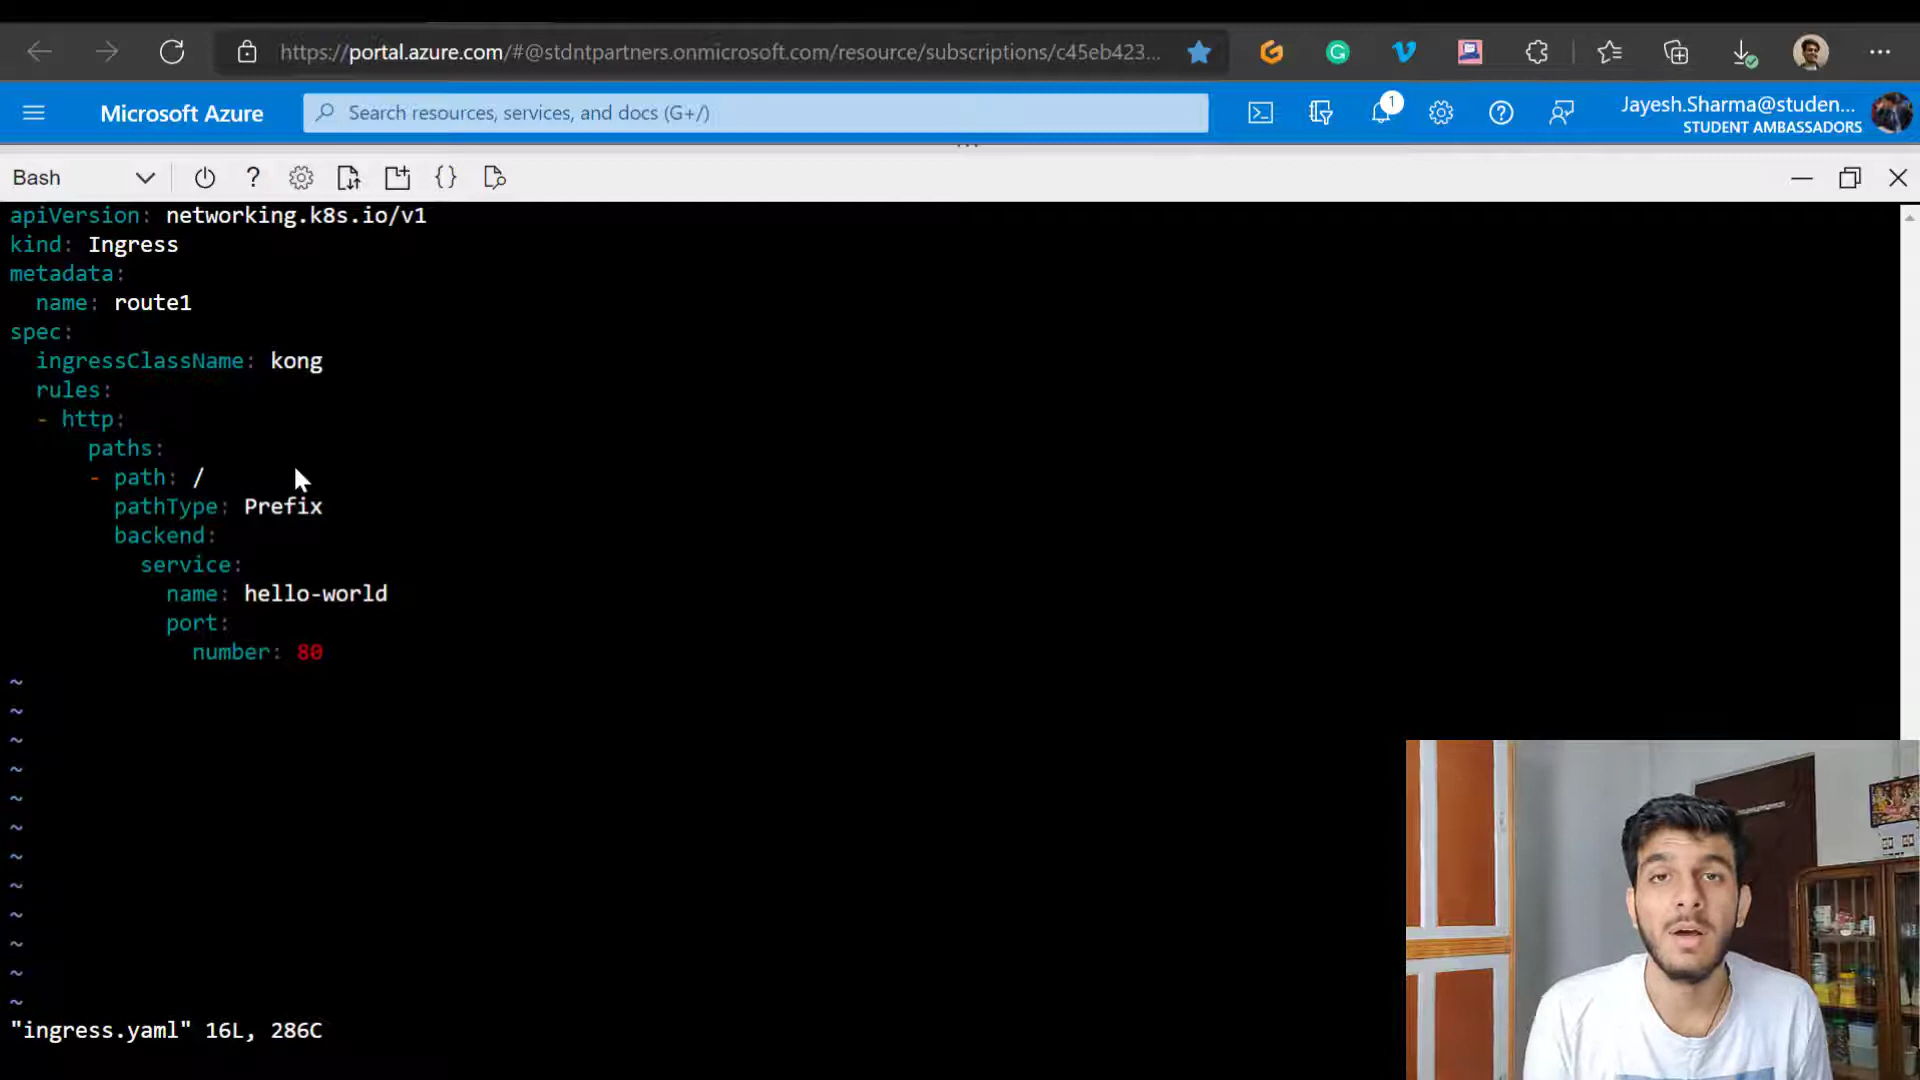 https://portal.azure.com/#@stdntpartners.onmicrosoft.com/resource/subscriptions/c45eb423...
Microsoft Azure
Search resources, services, and docs (G+/)
1
Jayesh.Sharma@studen...
STUDENT AMBASSADORS
Bash
apiVersion: networking.k8s.io/v1
kind: Ingress
metadata:
  name: route1
spec:
  ingressClassName: kong
  rules:
  - http:
      paths:
      - path: /
        pathType: Prefix
        backend:
          service:
            name: hello-world
            port:
              number: 80
~
~
~
~
~
~
~
~
~
~
~
~
"ingress.yaml" 16L, 286C